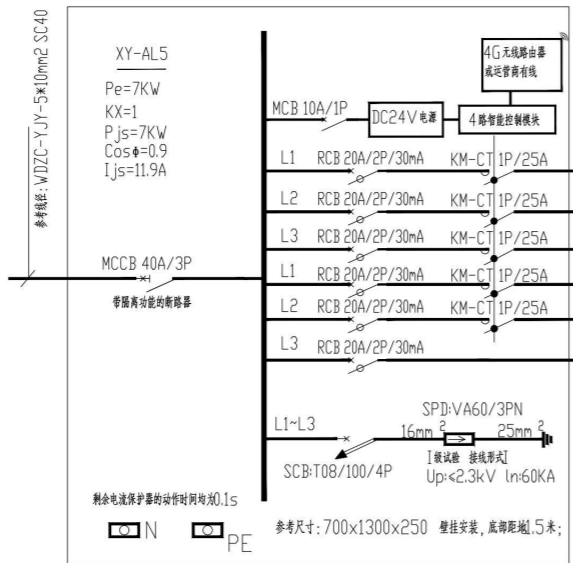 参考线径:WDZC-YJY-5*10mm2 SC40
XY-AL5
Pe=7KW
KX=1
Pjs=7KW
CosΦ=0.9
Ijs=11.9A
4G无线路由器
或运营商有线
MCB 10A/1P
DC24V电源
4路智能控制模块
L1 RCB 20A/2P/30mA KM-CT 1P/25A
L2 RCB 20A/2P/30mA KM-CT 1P/25A
L3 RCB 20A/2P/30mA KM-CT 1P/25A
L1 RCB 20A/2P/30mA KM-CT 1P/25A
L2 RCB 20A/2P/30mA KM-CT 1P/25A
L3 RCB 20A/2P/30mA
MCCB 40A/3P
带隔离功能的断路器
SPD:VA60/3PN
L1~L3
16mm² 25mm²
I级试验 接线形式I
SCB:T08/100/4P
Up:≤2.3kV In:60KA
剩余电流保护器的动作时间均为0.1s
N
PE
参考尺寸:700x1300x250 壁挂安装,底部距地1.5米;